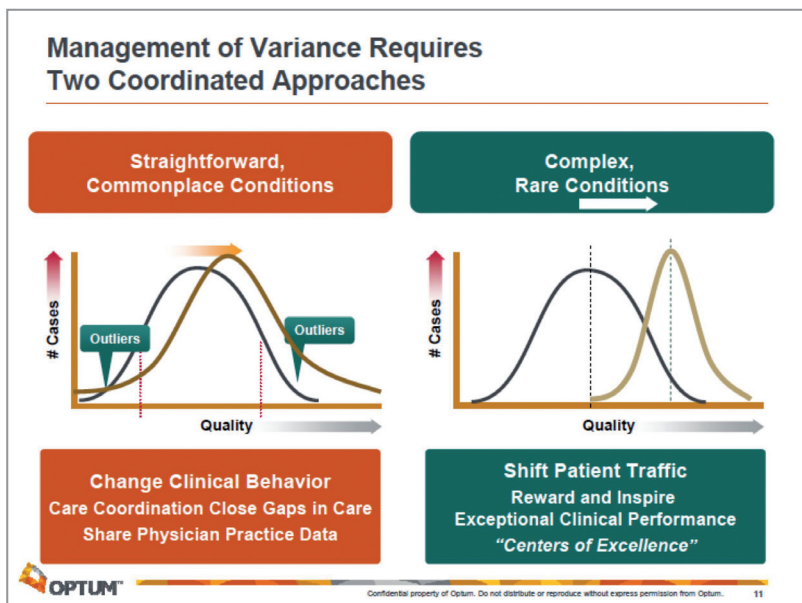 Management of Variance Requires
Two Coordinated Approaches
Straightforward,
Commonplace Conditions
Complex,
Rare Conditions
# Cases
Outliers
Outliers
Quality
# Cases
Quality
Change Clinical Behavior
Care Coordination Close Gaps in Care
Share Physician Practice Data
Shift Patient Traffic
Reward and Inspire
Exceptional Clinical Performance
“Centers of Excellence”
OPTUM™
Confidential property of Optum. Do not distribute or reproduce without express permission from Optum.
11